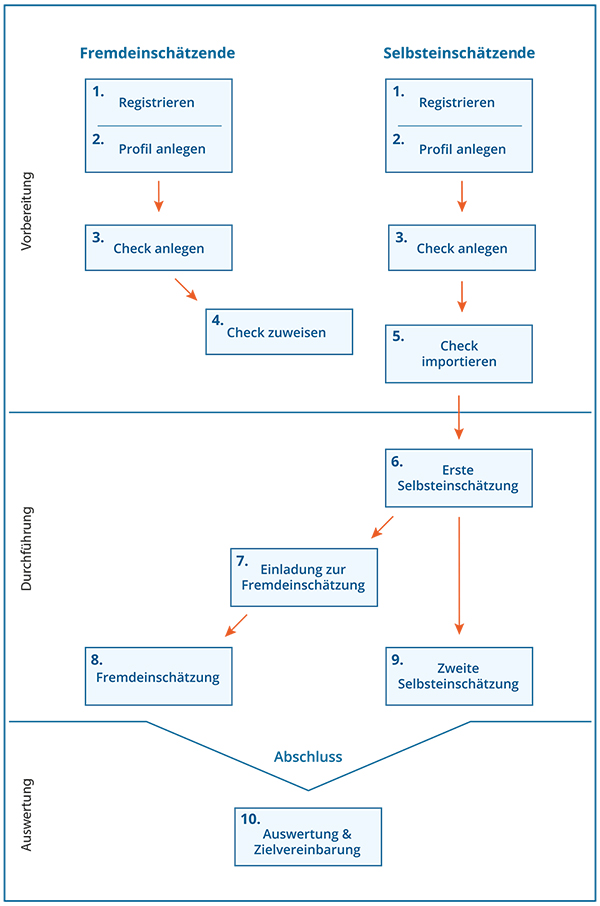 Fremdeinschätzende
Selbsteinschätzende
Vorbereitung
1.
Registrieren
2.
Profil anlegen
1.
Registrieren
2.
Profil anlegen
3.
Check anlegen
3.
Check anlegen
4.
Check zuweisen
5.
Check
importieren
Durchführung
6.
Erste
Selbsteinschätzung
7.
Einladung zur
Fremdeinschätzung
8.
Fremdeinschätzung
9.
Zweite
Selbsteinschätzung
Auswertung
Abschluss
10.
Auswertung &
Zielvereinbarung